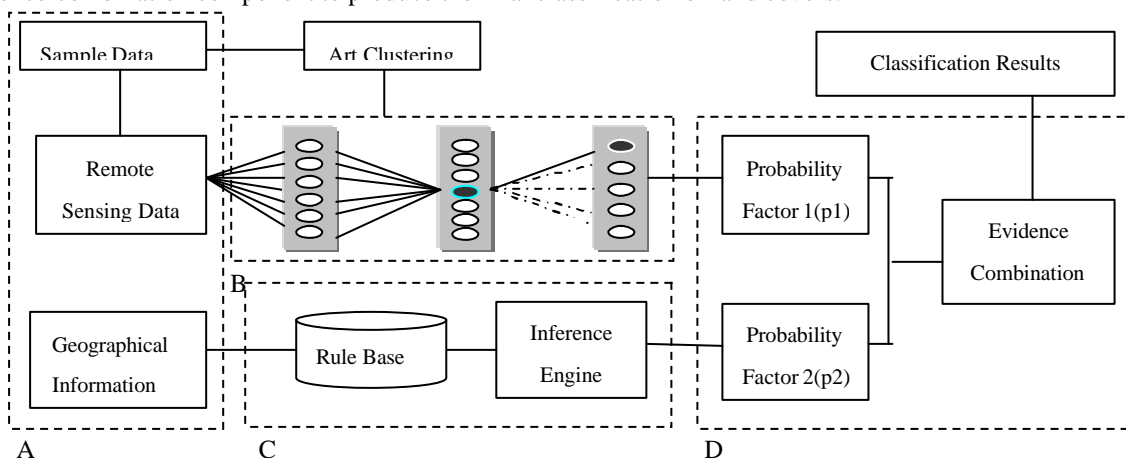 Sample Data
Art Clustering
Classification Results
Remote
Sensing Data
Probability
Factor 1(p1)
Evidence
Combination
B
Geographical
Information
Rule Base
Inference
Engine
Probability
Factor 2(p2)
A
C
D